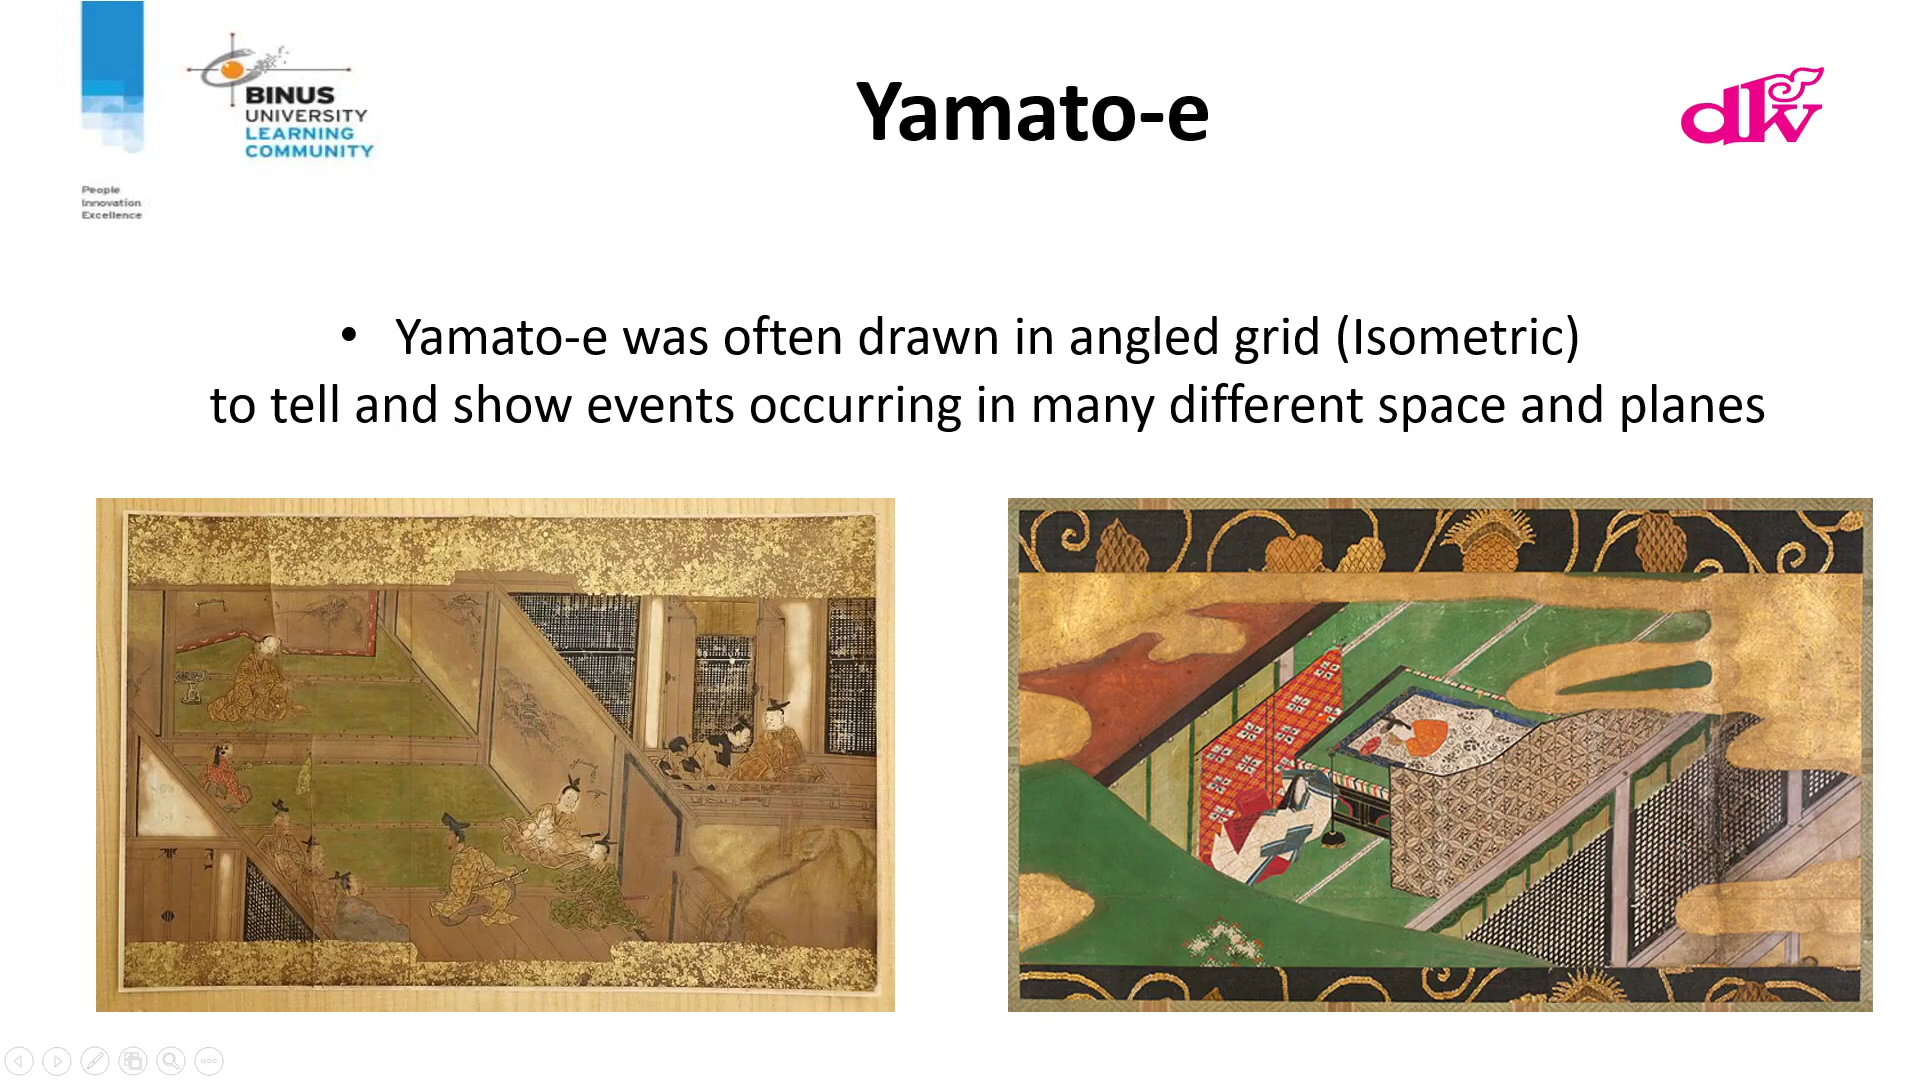 BINUS
UNIVERSITY
LEARNING
COMMUNITY
People
Innovation
Excellence
Yamato-e
dkv
• Yamato-e was often drawn in angled grid (Isometric)
to tell and show events occurring in many different space and planes